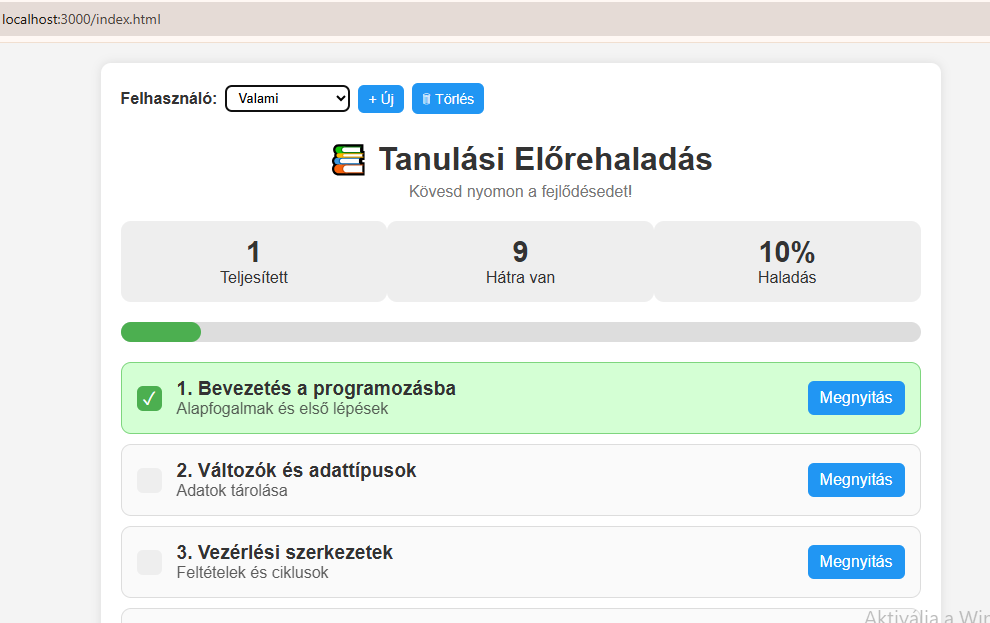 localhost:3000/index.html
Felhasználó: Valami + Új Törlés
Tanulási Előrehaladás
Kövesd nyomon a fejlődésedet!
1 9 10%
Teljesített Hátra van Haladás
1. Bevezetés a programozásba
Alapfogalmak és első lépések
Megnyitás
2. Változók és adattípusok
Adatok tárolása
Megnyitás
3. Vezérlési szerkezetek
Feltételek és ciklusok
Megnyitás
Aktiválja a